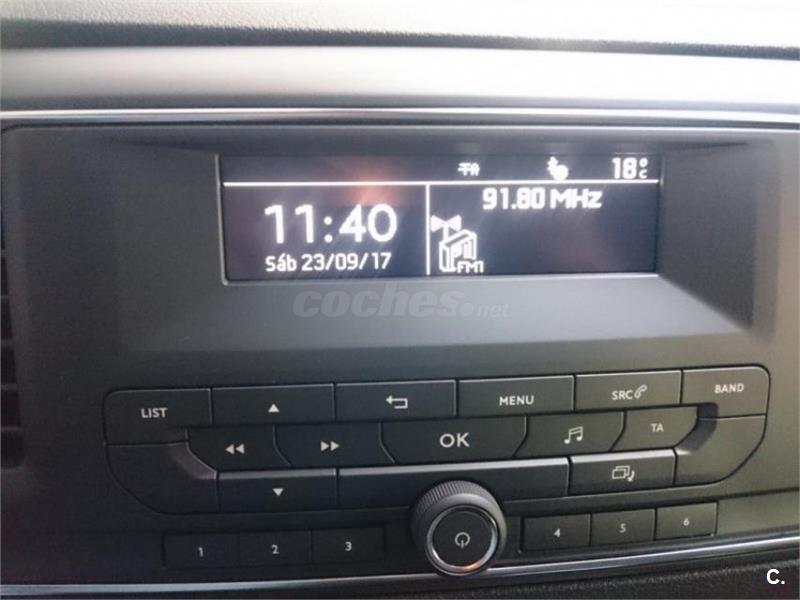 TA 18°C
11:40
91.80 MHz
Sáb 23/09/17
FM1
coches.net
LIST
MENU
SRC
BAND
OK
TA
1 2 3
4 5 6
C.